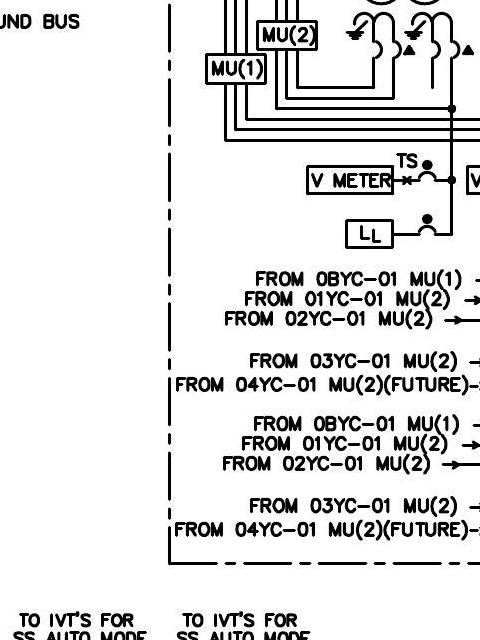 UND BUS
MU(2)
MU(1)
TS
V METER
V
LL
FROM 0BYC-01 MU(1)
FROM 01YC-01 MU(2)
FROM 02YC-01 MU(2)
FROM 03YC-01 MU(2)
FROM 04YC-01 MU(2)(FUTURE)
FROM 0BYC-01 MU(1)
FROM 01YC-01 MU(2)
FROM 02YC-01 MU(2)
FROM 03YC-01 MU(2)
FROM 04YC-01 MU(2)(FUTURE)
TO IVT'S FOR TO IVT'S FOR
SS AUTO MODE SS AUTO MODE